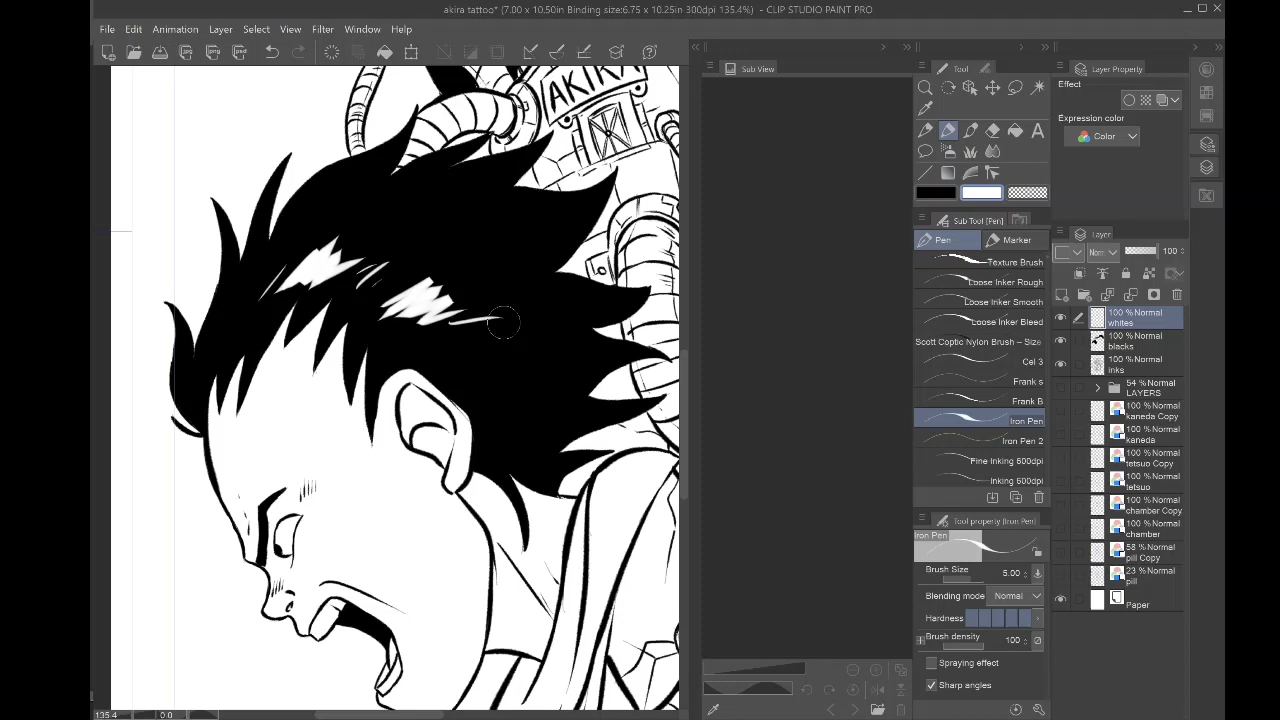 akira tattoo* (7.00 x 10.50in Binding size:6.75 x 10.25in 300dpi 135.4%)  - CLIP STUDIO PAINT PRO
File Edit Animation Layer Select View Filter Window Help
Sub View
Tool
Layer Property
Effect
Expression color
Color
AKIRA
Sub Tool [Pen]
Pen
Marker
Texture Brush
Loose Inker Rough
Loose Inker Smooth
Loose Inker Bleed
Scott Coptic Nylon Brush – Size
Cel 3
Frank s
Frank B
Iron Pen
Iron Pen 2
Fine Inking 600dpi
Inking 600dpi
Tool property [Iron Pen]
Iron Pen
Brush Size 5.00
Blending mode Normal
Hardness
Brush density 100
Spraying effect
Sharp angles
Layer
Norm 100
100 %Normal
whites
100 %Normal
blacks
100 %Normal
inks
54 %Normal
LAYERS
100 %Normal
kaneda Copy
100 %Normal
kaneda
100 %Normal
tetsuo Copy
100 %Normal
tetsuo
100 %Normal
chamber Copy
100 %Normal
chamber
58 %Normal
pill Copy
23 %Normal
pill
Paper
135.4 0.0